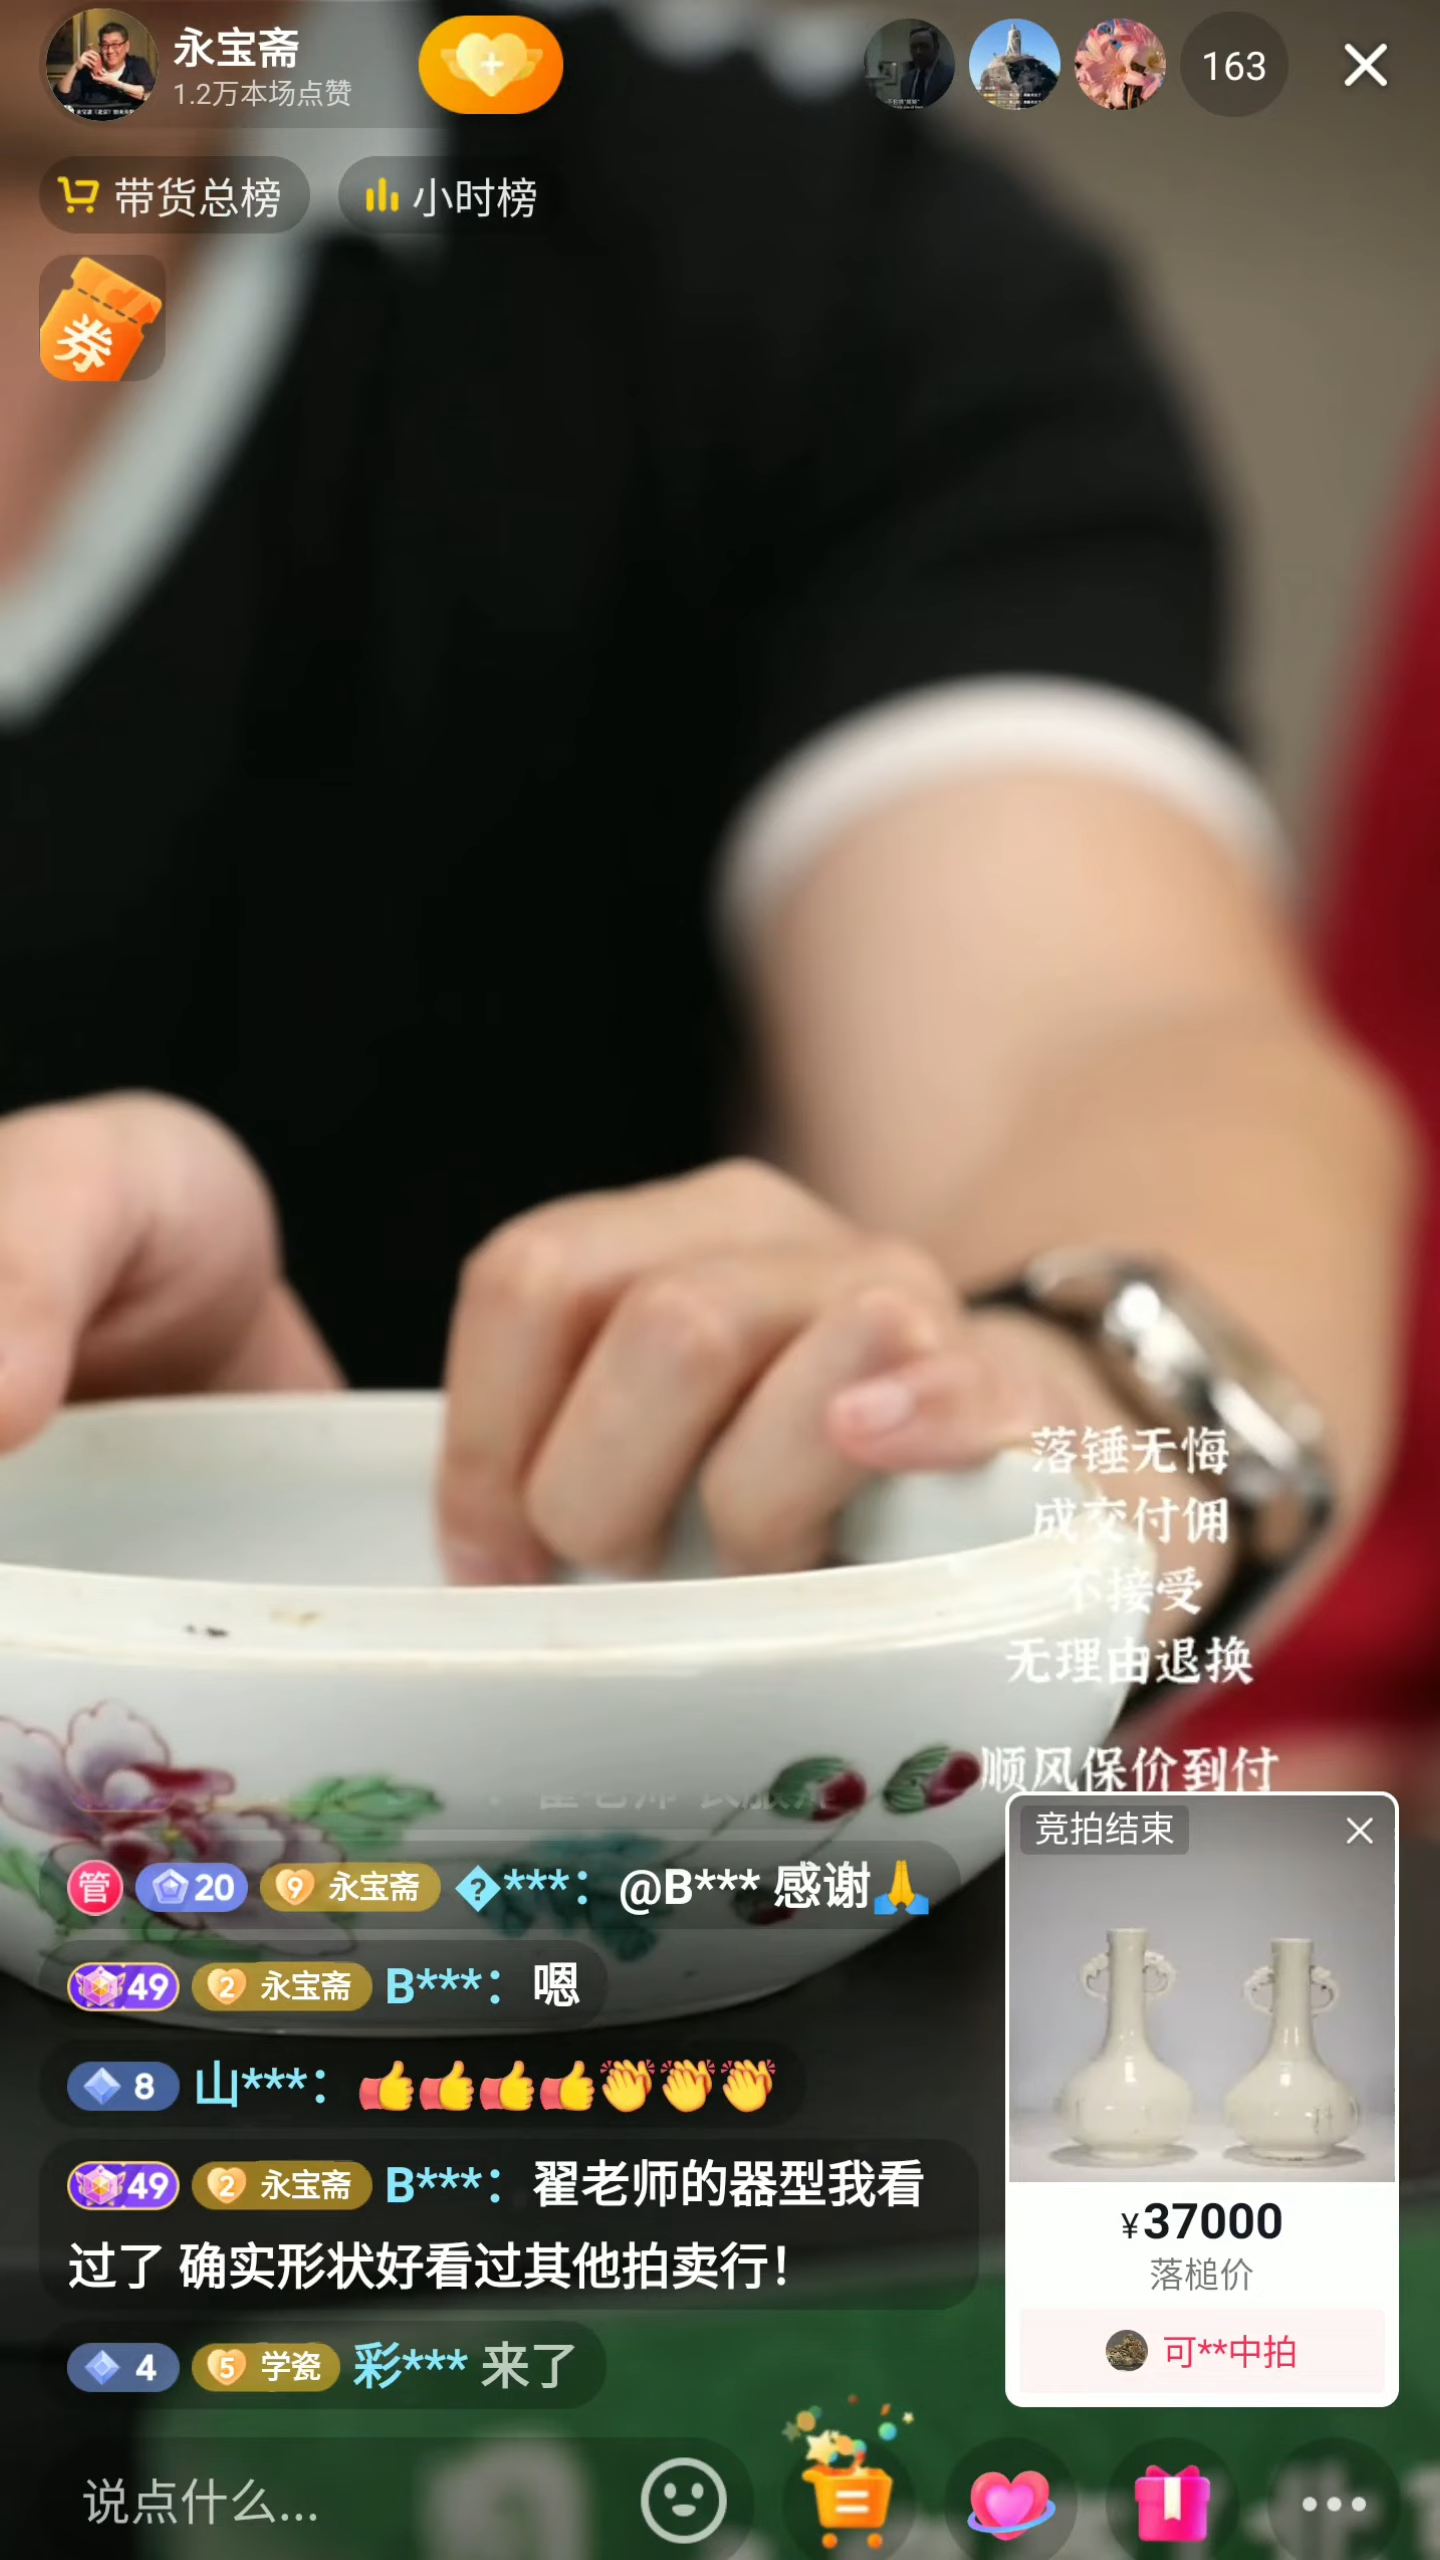 永宝斋
1.2万本场点赞
163
带货总榜
小时榜
券
落锤无悔
成交付佣
不接受
无理由退换
顺风保价到付
竞拍结束
管 20 9 永宝斋 ***： @B*** 感谢🙏
49 2 永宝斋 B***： 嗯
8 山***： 👍👍👍👍👏👏👏
49 2 永宝斋 B***： 翟老师的器型我看
过了 确实形状好看过其他拍卖行！
4 5 学瓷 彩*** 来了
¥37000
落槌价
可**中拍
说点什么...